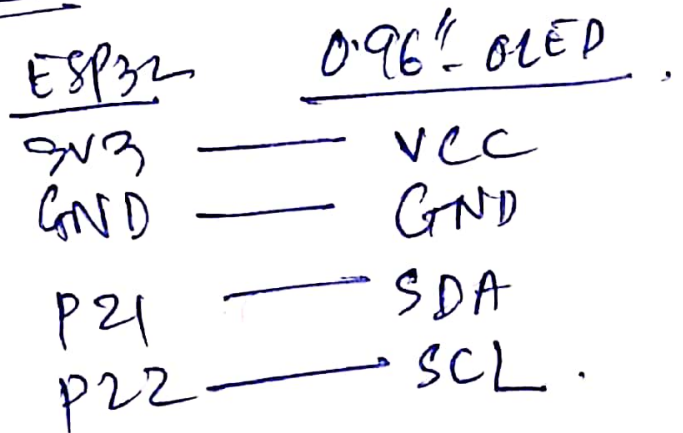 ESP32 0.96" OLED.
3V3 — VCC
GND — GND
P21 — SDA
P22 — SCL.